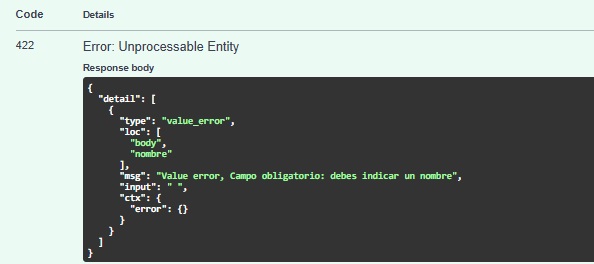 Code Details
422 Error: Unprocessable Entity
Response body
{
  "detail": [
    {
      "type": "value_error",
      "loc": [
        "body",
        "nombre"
      ],
      "msg": "Value error, Campo obligatorio: debes indicar un nombre",
      "input": " ",
      "ctx": {
        "error": {}
      }
    }
  ]
}